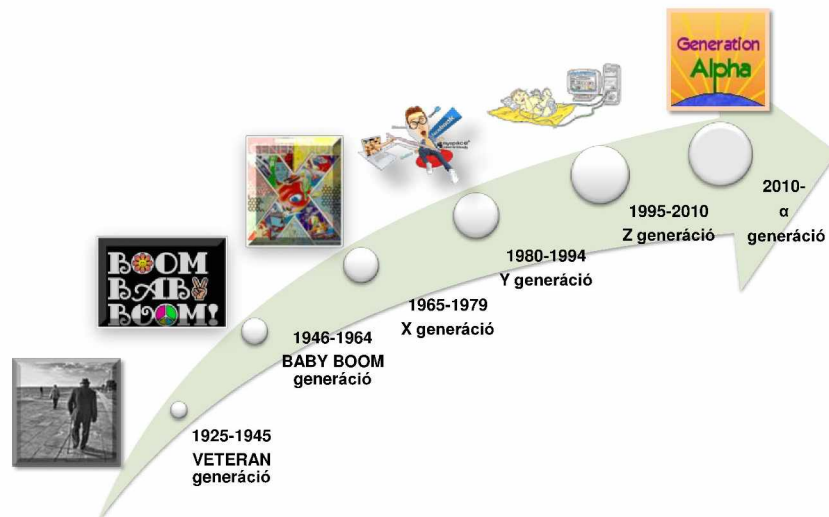 Generation
Alpha
facebook
BOOM
BABY
BOOM!
1925-1945
VETERAN
generáció
1946-1964
BABY BOOM
generáció
1965-1979
X generáció
1980-1994
Y generáció
1995-2010
Z generáció
2010-
α
generáció